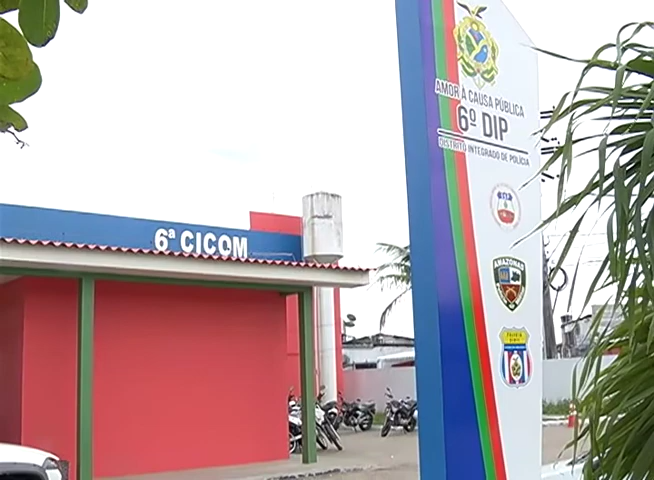 AMOR À CAUSA PÚBLICA
6º DIP
DISTRITO INTEGRADO DE POLÍCIA
6ª CICOM
AMAZONAS